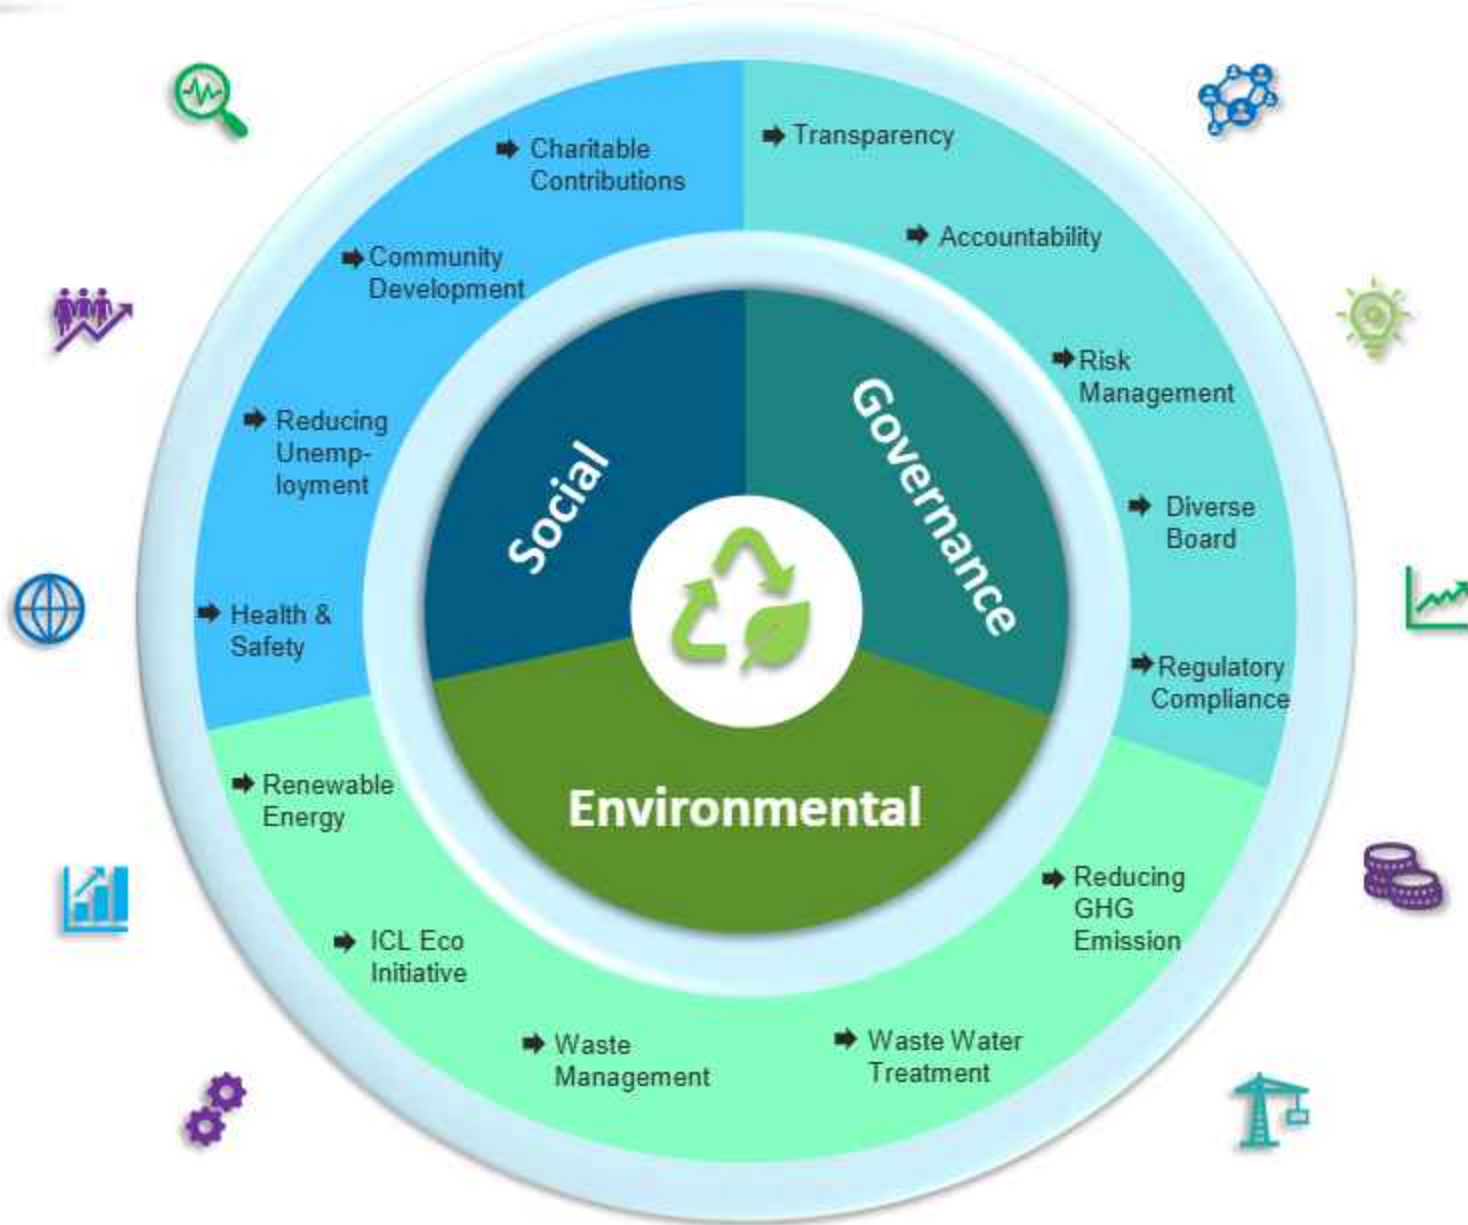 Charitable
Contributions
Community
Development
Reducing
Unemp-
loyment
Health &
Safety
Transparency
Accountability
Risk
Management
Diverse
Board
Regulatory
Compliance
Social
Governance
Environmental
Renewable
Energy
ICL Eco
Initiative
Waste
Management
Waste Water
Treatment
Reducing
GHG
Emission